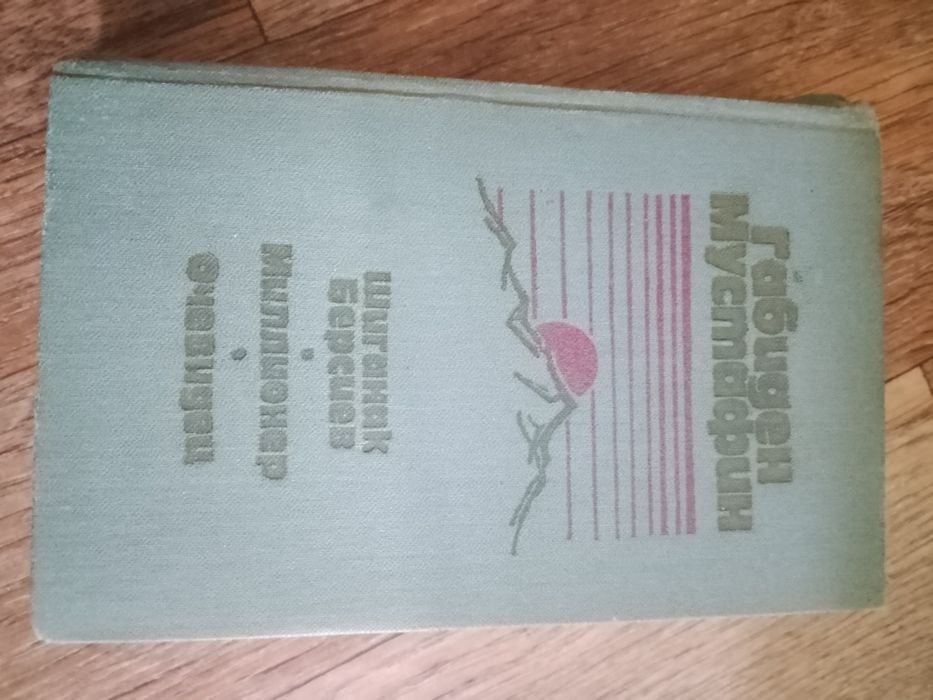 Габиден
Мустафин
Шиганак
Берсиев
•
Миллионер
•
Очевидец